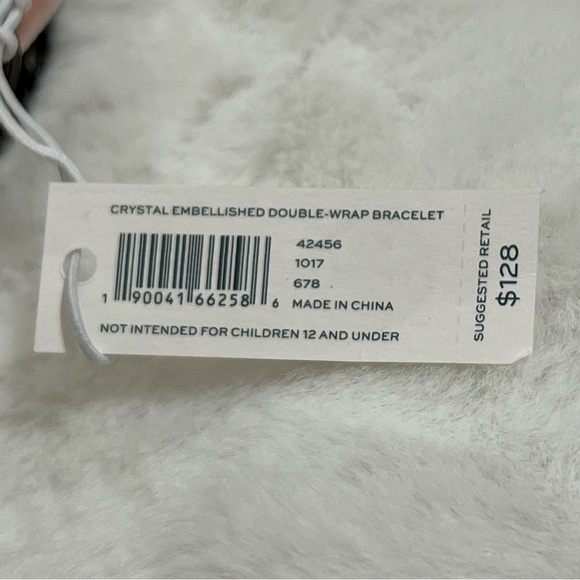 CRYSTAL EMBELLISHED DOUBLE-WRAP BRACELET
42456
1017
678
1 90041 66258 6 MADE IN CHINA
NOT INTENDED FOR CHILDREN 12 AND UNDER
SUGGESTED RETAIL
$128